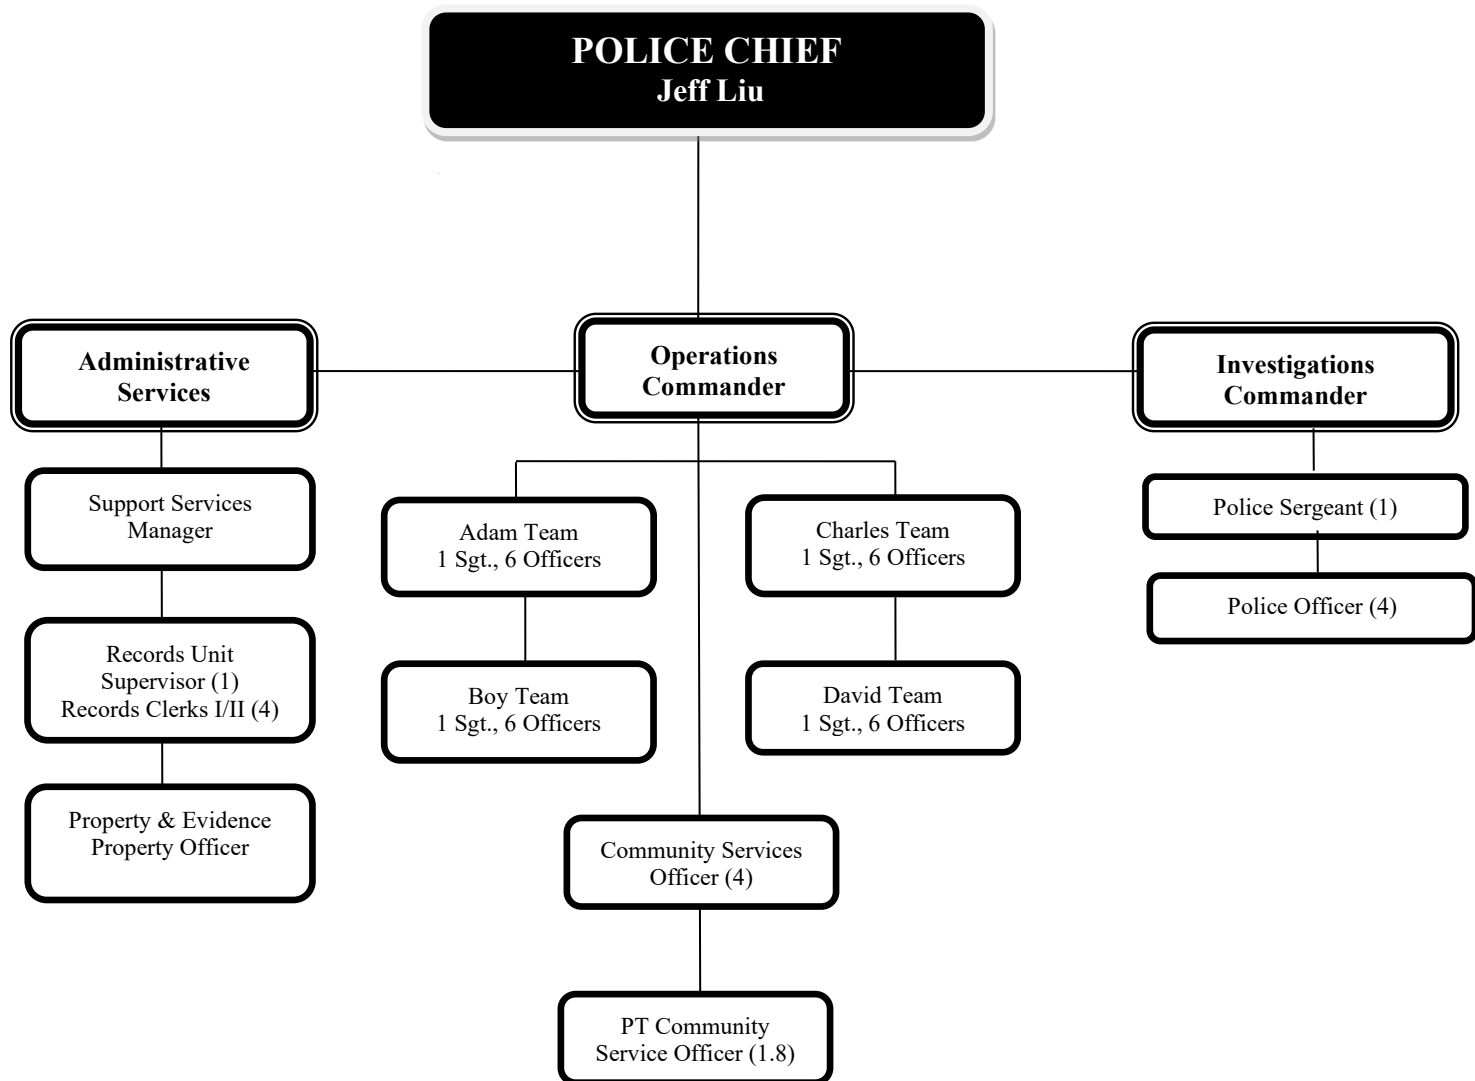 POLICE CHIEF
Jeff Liu
Administrative
Services
Operations
Commander
Investigations
Commander
Support Services
Manager
Adam Team
1 Sgt., 6 Officers
Charles Team
1 Sgt., 6 Officers
Police Sergeant (1)
Police Officer (4)
Records Unit
Supervisor (1)
Records Clerks I/II (4)
Boy Team
1 Sgt., 6 Officers
David Team
1 Sgt., 6 Officers
Property & Evidence
Property Officer
Community Services
Officer (4)
PT Community
Service Officer (1.8)